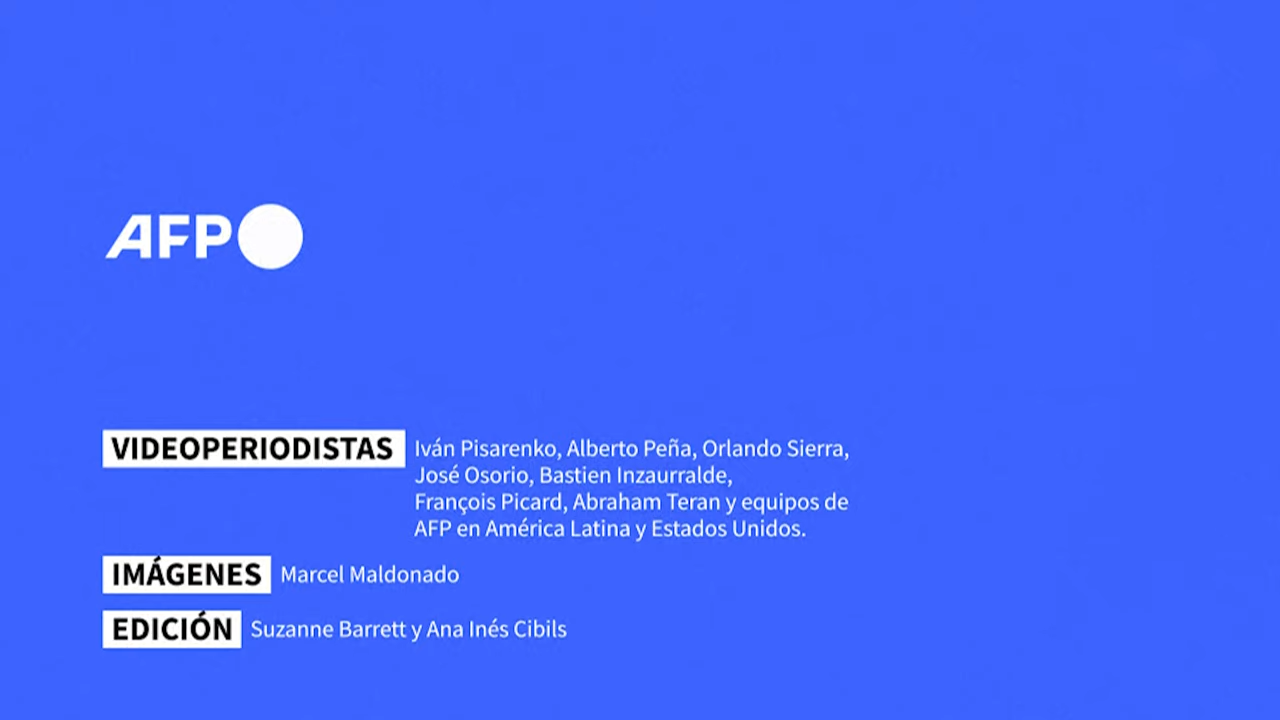 AFP
VIDEOPERIODISTAS Iván Pisarenko, Alberto Peña, Orlando Sierra,
José Osorio, Bastien Inzaurralde,
François Picard, Abraham Teran y equipos de
AFP en América Latina y Estados Unidos.
IMÁGENES Marcel Maldonado
EDICIÓN Suzanne Barrett y Ana Inés Cibils